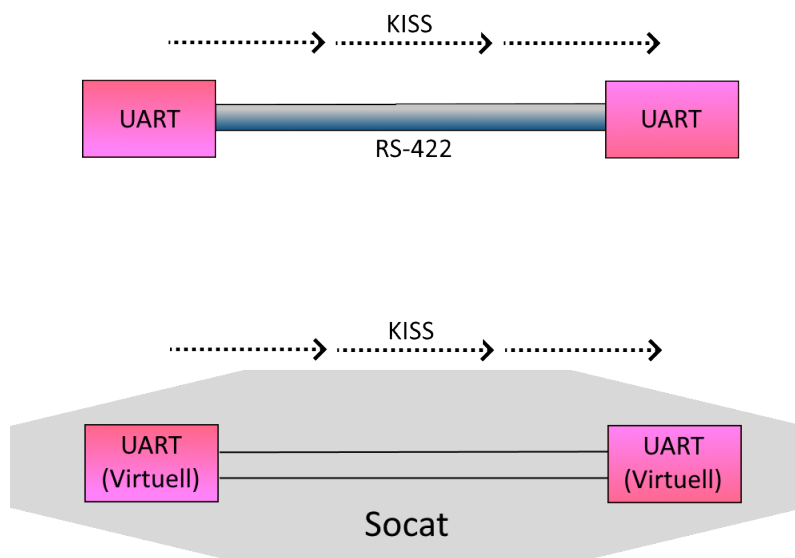 KISS
UART
UART
RS-422
KISS
UART
(Virtuell)
UART
(Virtuell)
Socat